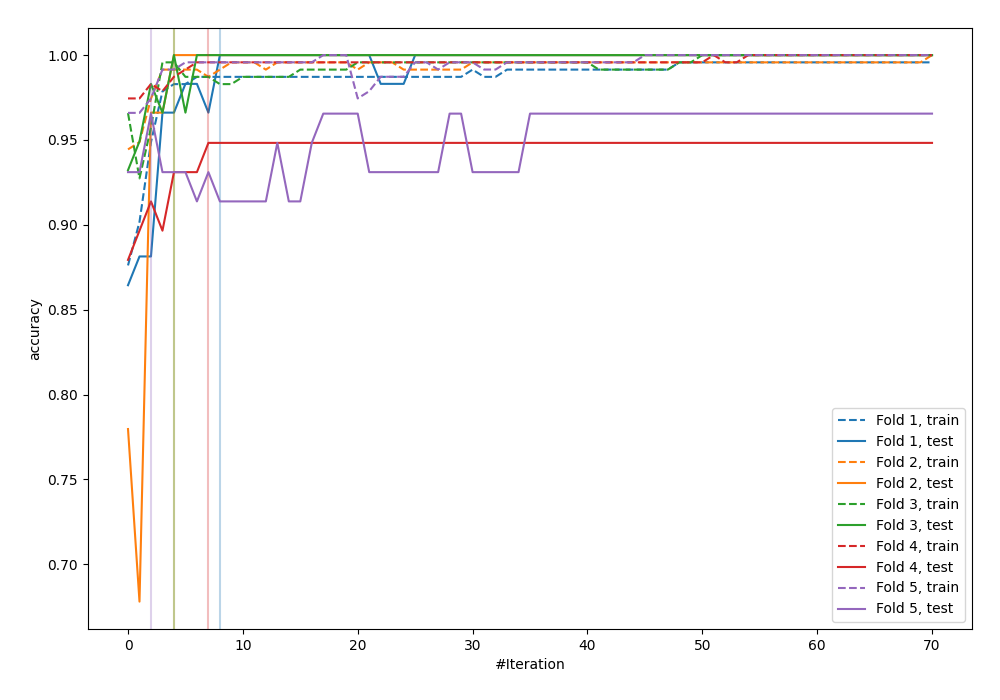 1.00
0.95
0.90
0.85
0.80
0.75
0.70
accuracy
0 10 20 30 40 50 60 70
#Iteration
Fold 1, train
Fold 1, test
Fold 2, train
Fold 2, test
Fold 3, train
Fold 3, test
Fold 4, train
Fold 4, test
Fold 5, train
Fold 5, test